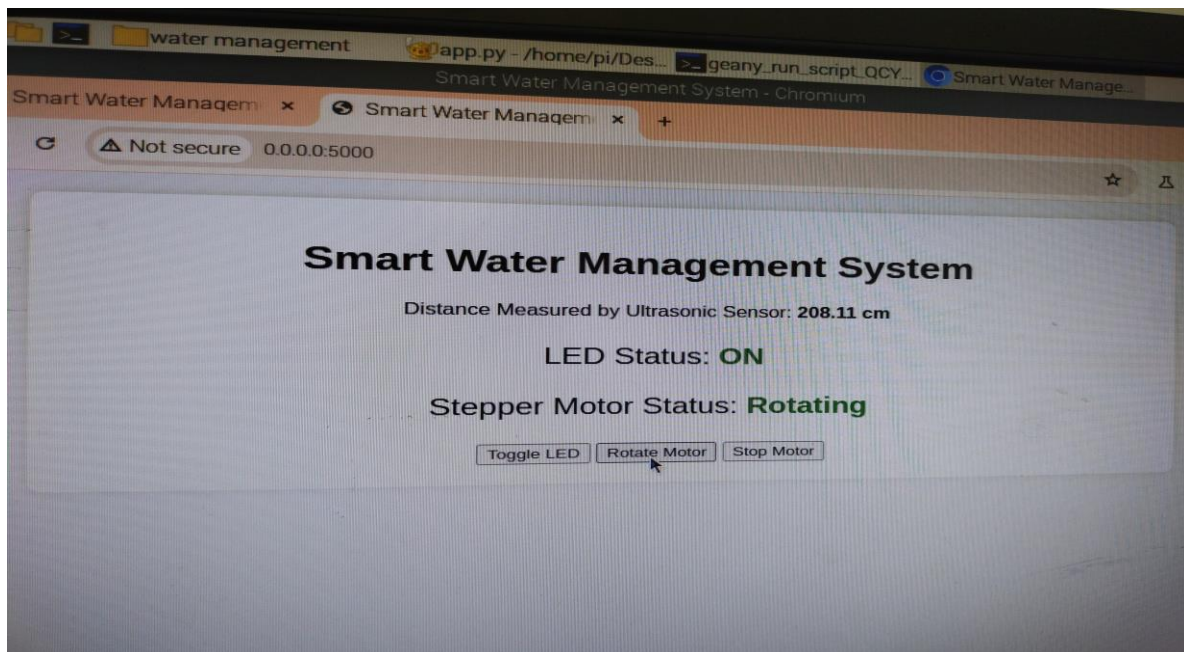 water management app.py - /home/pi/Des... geany_run_script_QCY... Smart Water Manage...
Smart Water Management System - Chromium
Smart Water Managem Smart Water Managem
Not secure 0.0.0.0:5000
Smart Water Management System
Distance Measured by Ultrasonic Sensor: 208.11 cm
LED Status: ON
Stepper Motor Status: Rotating
Toggle LED Rotate Motor Stop Motor